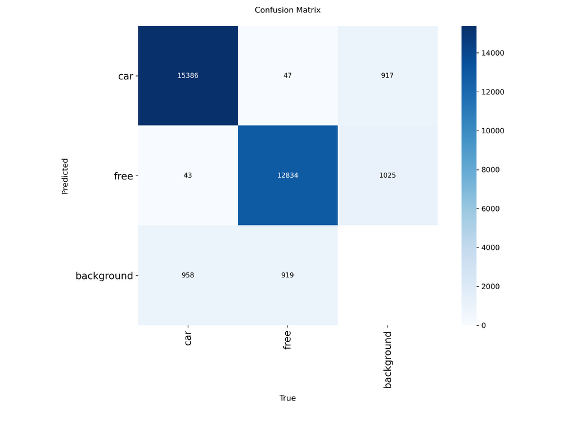 Confusion Matrix
car
15386
47
917
free
43
12834
1025
background
958
919
car
free
background
Predicted
True
14000
12000
10000
8000
6000
4000
2000
0